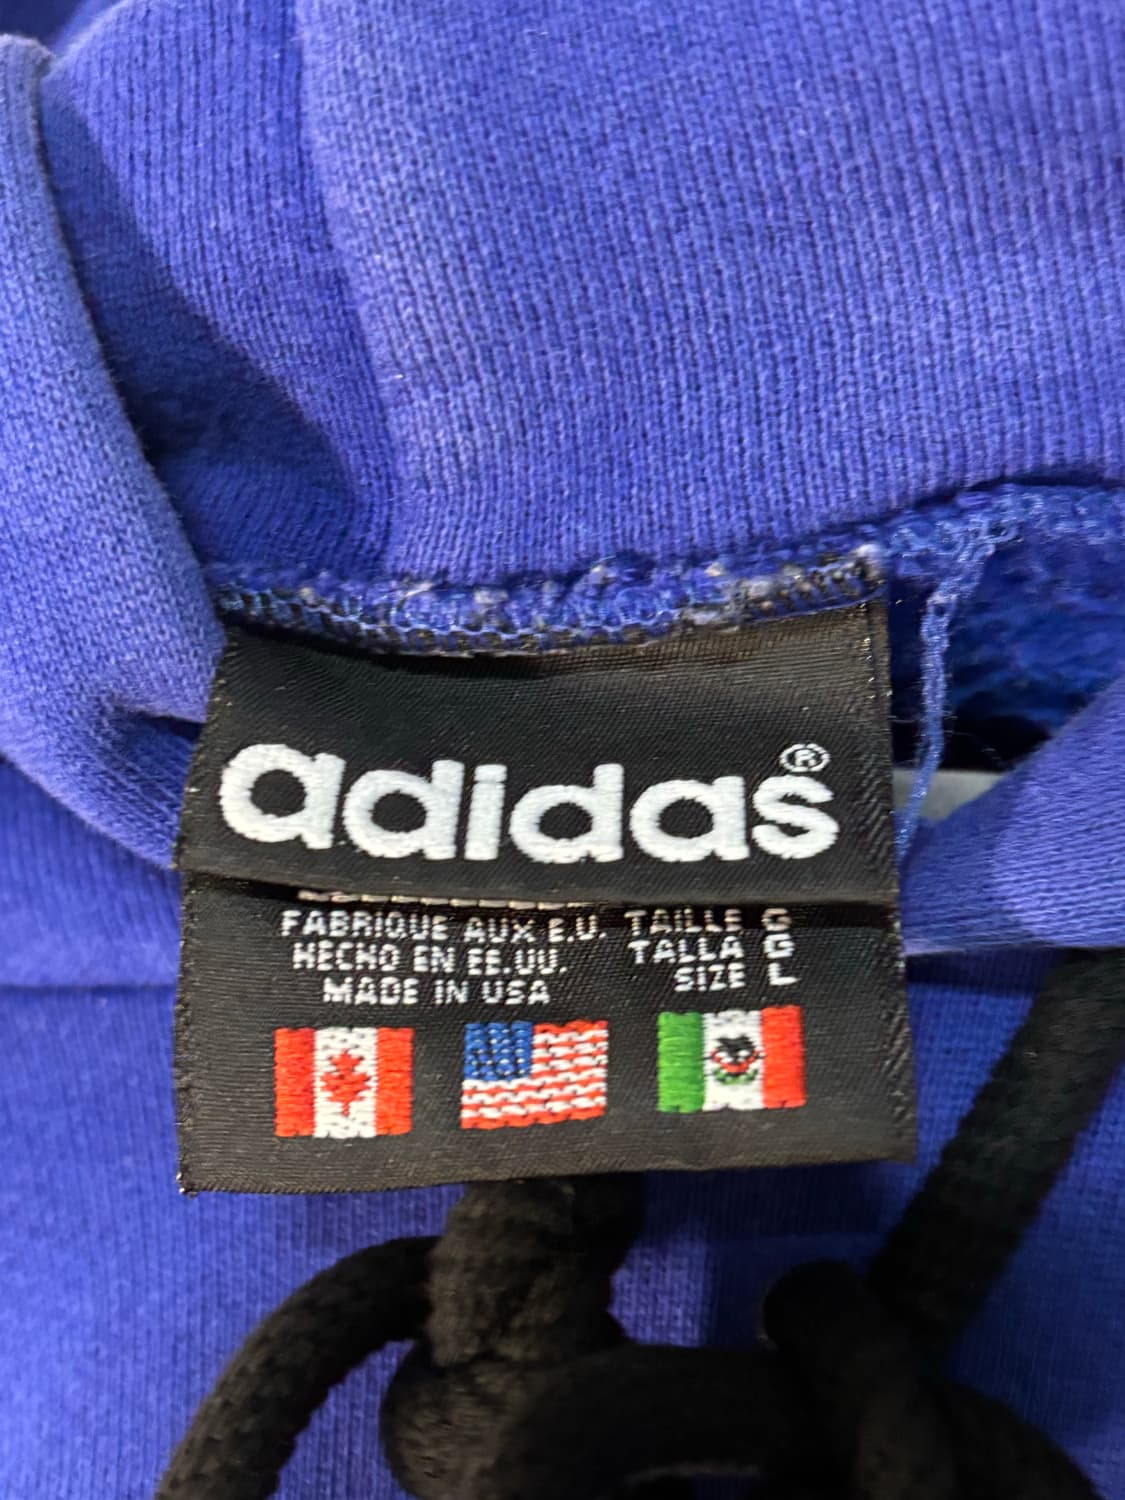 adidas®
FABRIQUE AUX E.U. TAILLE G
HECHO EN EE.UU. TALLA G
MADE IN USA SIZE L